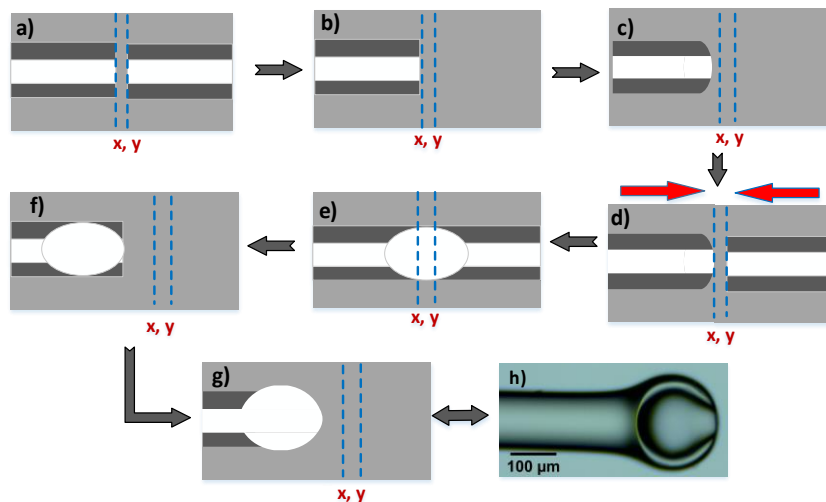 a)
x, y
b)
x, y
c)
x, y
d)
x, y
e)
x, y
f)
x, y
g)
x, y
h)
100 μm